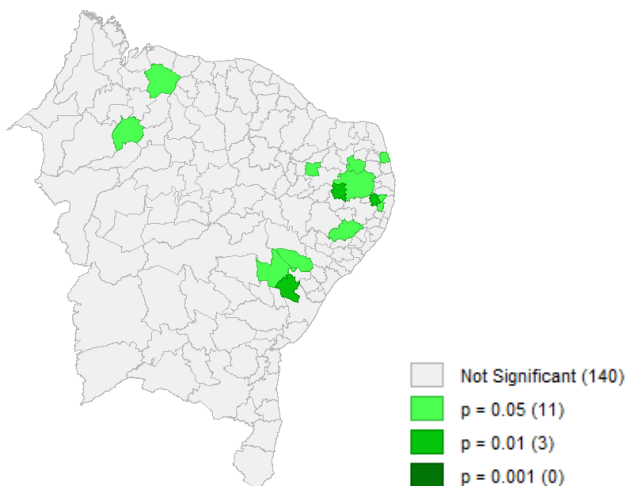 Not Significant (140)
p = 0.05 (11)
p = 0.01 (3)
p = 0.001 (0)